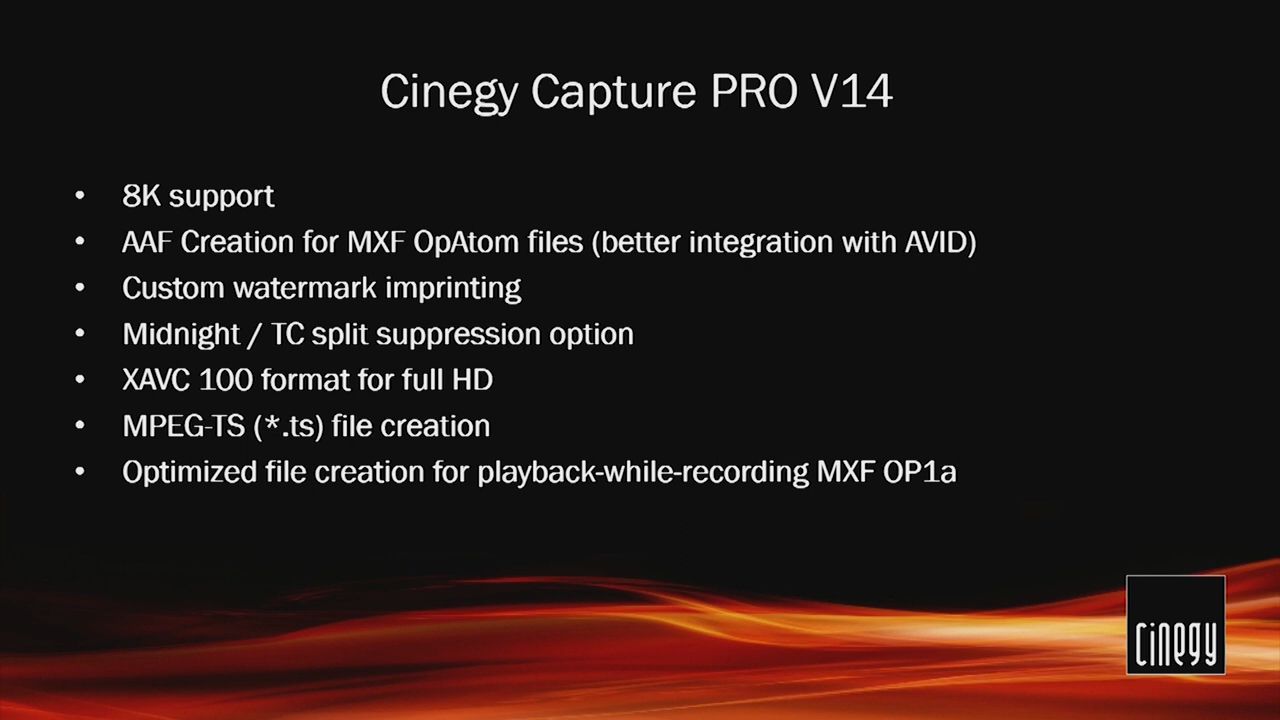 Cinegy Capture PRO V14
• 8K support
• AAF Creation for MXF OpAtom files (better integration with AVID)
• Custom watermark imprinting
• Midnight / TC split suppression option
• XAVC 100 format for full HD
• MPEG-TS (*.ts) file creation
• Optimized file creation for playback-while-recording MXF OP1a
cinegy